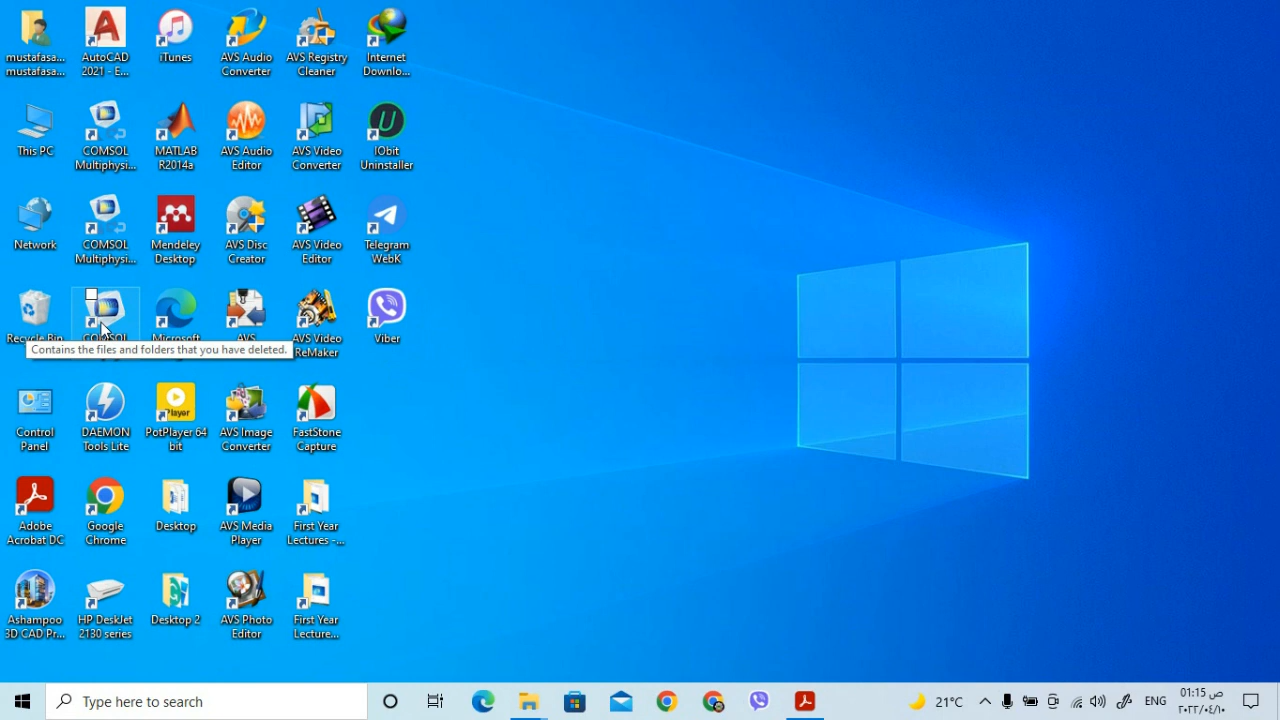 mustafasa...
mustafasa...
AutoCAD
2021 - E...
iTunes
AVS Audio
Converter
AVS Registry
Cleaner
Internet
Downlo...
This PC
COMSOL
Multiphysi...
MATLAB
R2014a
AVS Audio
Editor
AVS Video
Converter
IObit
Uninstaller
Network
COMSOL
Multiphysi...
Mendeley
Desktop
AVS Disc
Creator
AVS Video
Editor
Telegram
WebK
Recycle Bin
COMSOL
Microsoft
AVS
AVS Video
ReMaker
Viber
Contains the files and folders that you have deleted.
Control
Panel
DAEMON
Tools Lite
Player
PotPlayer 64
bit
AVS Image
Converter
FastStone
Capture
Adobe
Acrobat DC
Google
Chrome
Desktop
AVS Media
Player
First Year
Lectures -...
Ashampoo
3D CAD Pr...
HP DeskJet
2130 series
Desktop 2
AVS Photo
Editor
First Year
Lecture...
Type here to search
21°C
ENG
01:15 ص
٢٠٢٢/٠٤/١٠